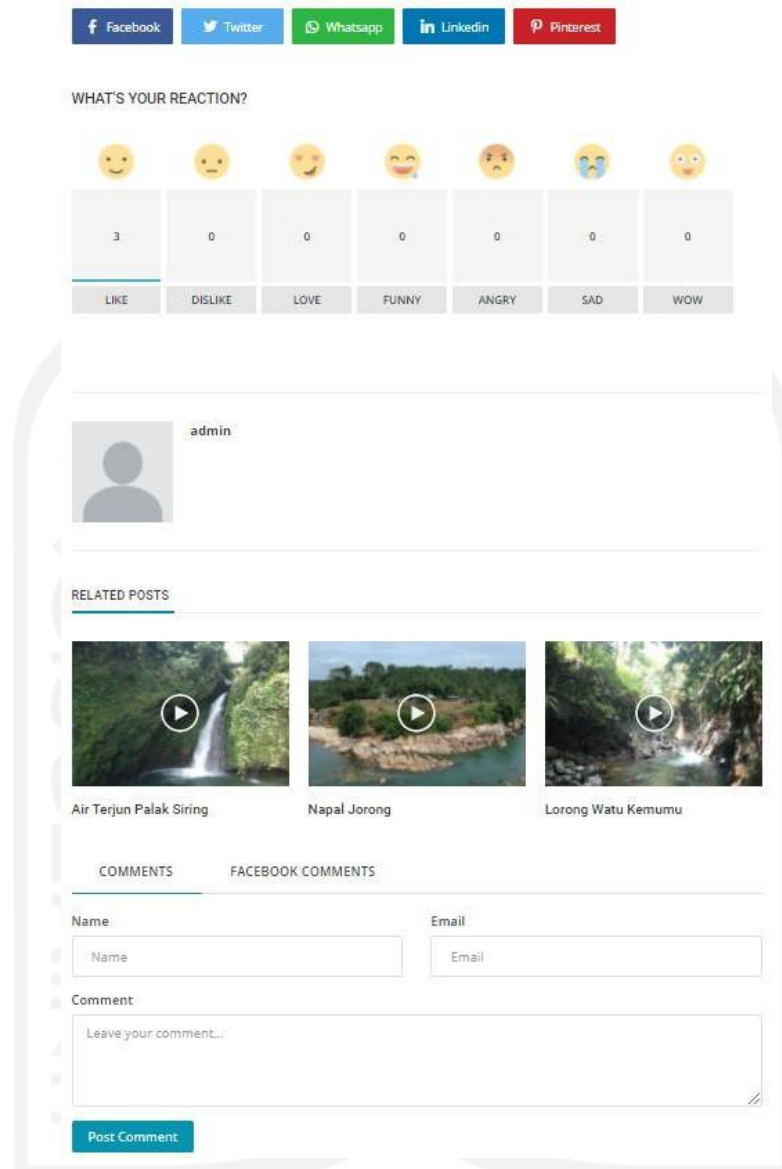 Facebook Twitter Whatsapp Linkedin Pinterest
WHAT'S YOUR REACTION?
3 0 0 0 0 0 0
LIKE DISLIKE LOVE FUNNY ANGRY SAD WOW
admin
RELATED POSTS
Air Terjun Palak Siring Napal Jorong Lorong Watu Kemumu
COMMENTS FACEBOOK COMMENTS
Name Email
Name Email
Comment
Leave your comment...
Post Comment